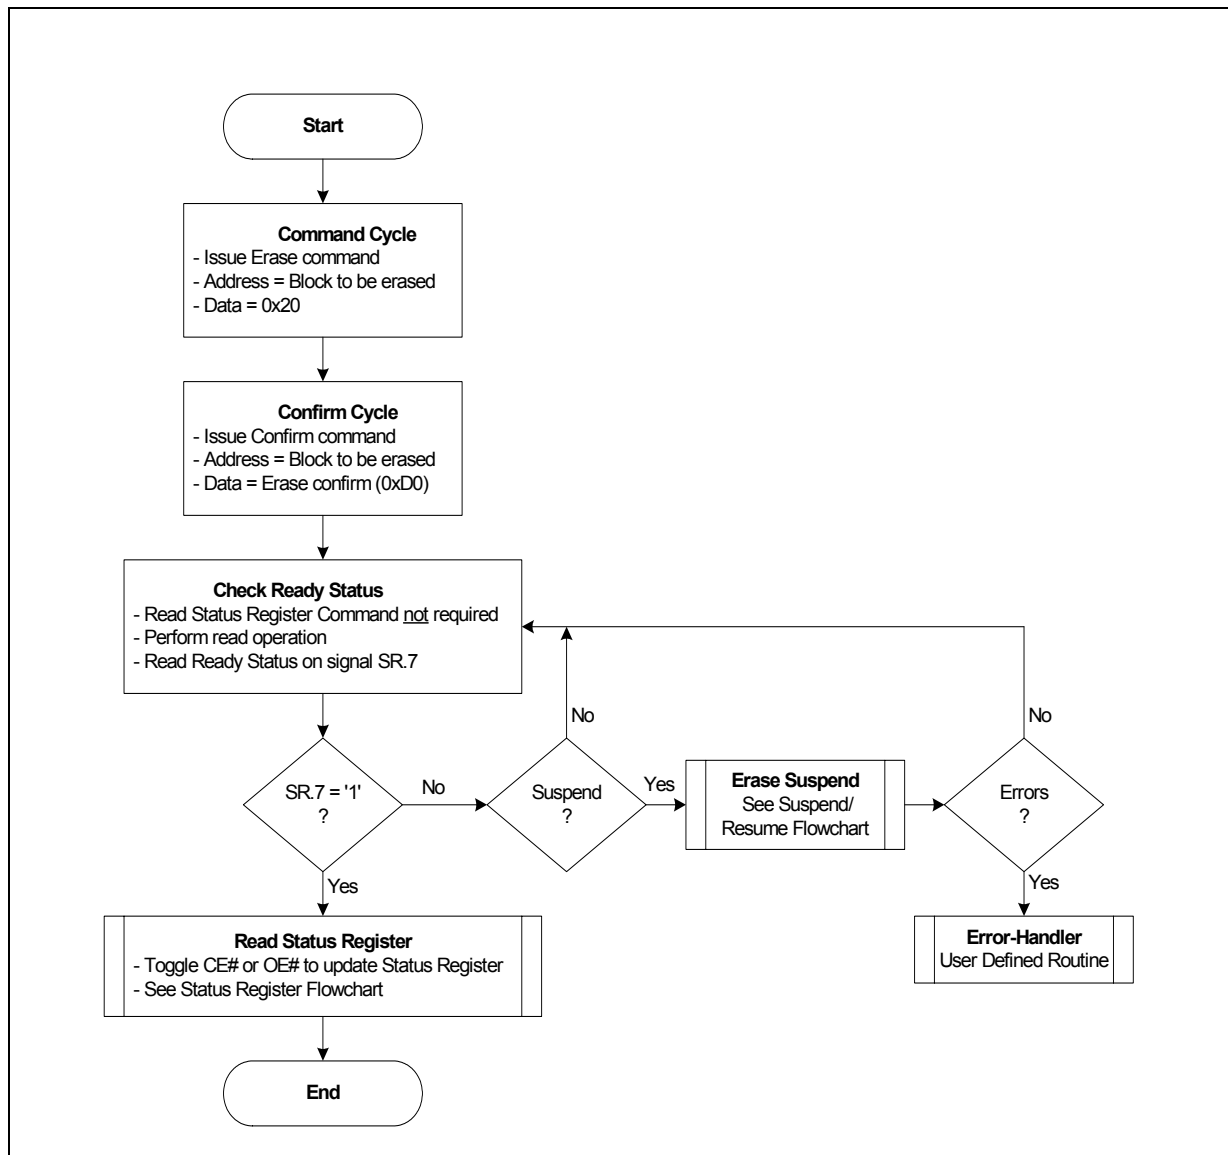 Start
Command Cycle
- Issue Erase command
- Address = Block to be erased
- Data = 0x20
Confirm Cycle
- Issue Confirm command
- Address = Block to be erased
- Data = Erase confirm (0xD0)
Check Ready Status
- Read Status Register Command not required
- Perform read operation
- Read Ready Status on signal SR.7
No
No
SR.7 = '1'
?
No
Suspend
?
Yes
Erase Suspend
See Suspend/
Resume Flowchart
Errors
?
Yes
Yes
Read Status Register
- Toggle CE# or OE# to update Status Register
- See Status Register Flowchart
Error-Handler
User Defined Routine
End